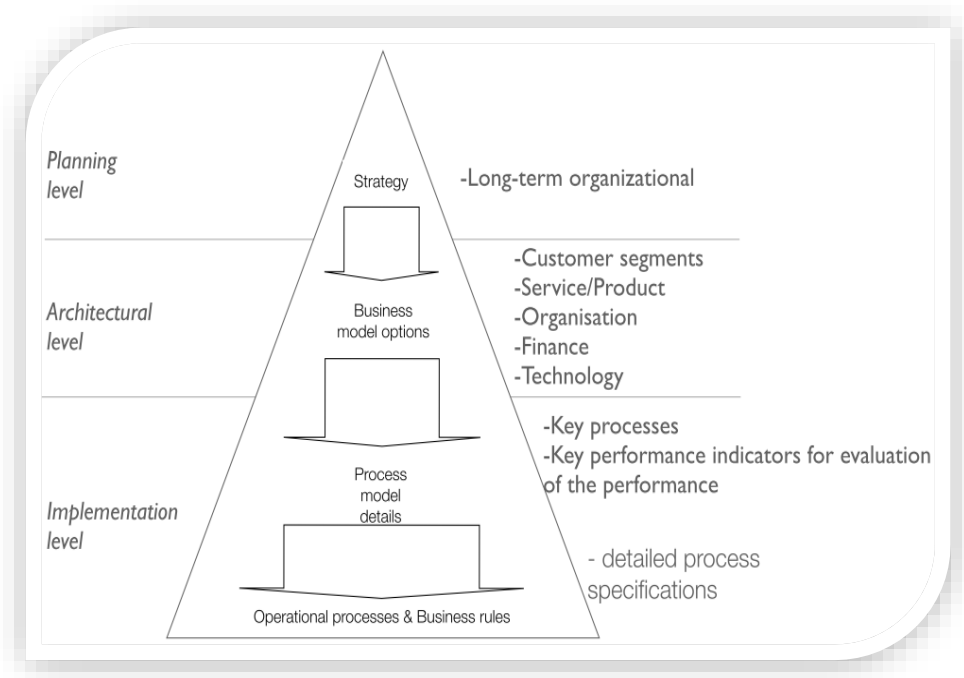 Planning
level
Strategy
-Long-term organizational
Architectural
level
Business
model options
-Customer segments
-Service/Product
-Organisation
-Finance
-Technology
Implementation
level
Process
model
details
-Key processes
-Key performance indicators for evaluation
of the performance
- detailed process
specifications
Operational processes & Business rules